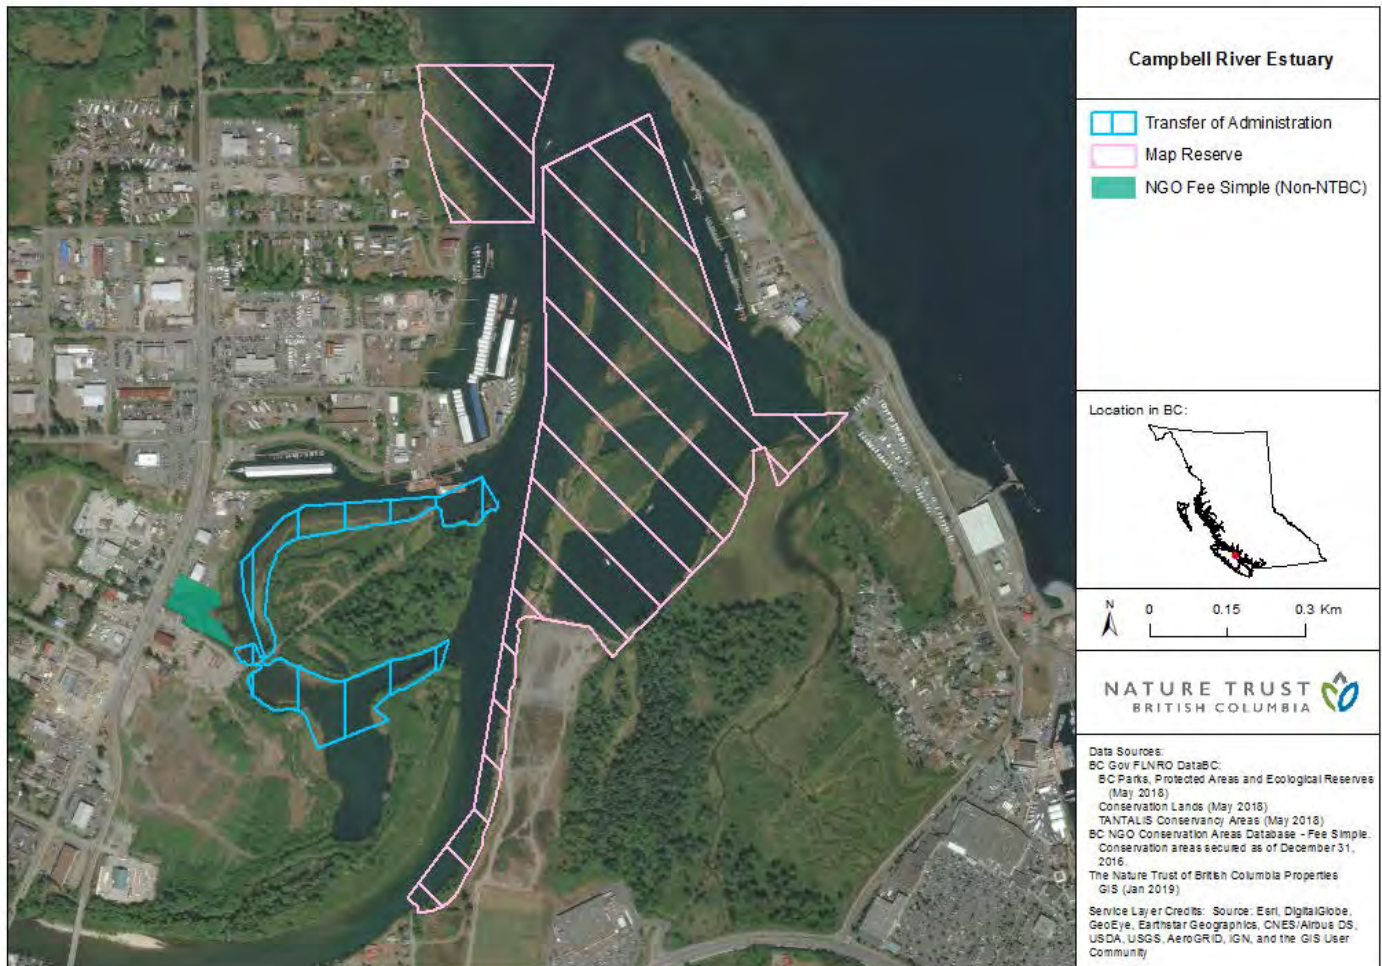 Campbell River Estuary
Transfer of Administration
Map Reserve
NGO Fee Simple (Non-NTBC)
Location in BC:
N
0 0.15 0.3 Km
NATURE TRUST
BRITISH COLUMBIA
Data Sources:
BC Gov FLNRO DataBC:
BC Parks, Protected Areas and Ecological Reserves
(May 2018)
Conservation Lands (May 2018)
TANTALIS Conservancy Areas (May 2018)
BC NGO Conservation Areas Database - Fee Simple.
Conservation areas secured as of December 31,
2016.
The Nature Trust of British Columbia Properties
GIS (Jan 2019)
Service Layer Credits: Source: Esri, DigitalGlobe,
GeoEye, Earthstar Geographics, CNES/Airbus DS,
USDA, USGS, AeroGRID, IGN, and the GIS User
Community